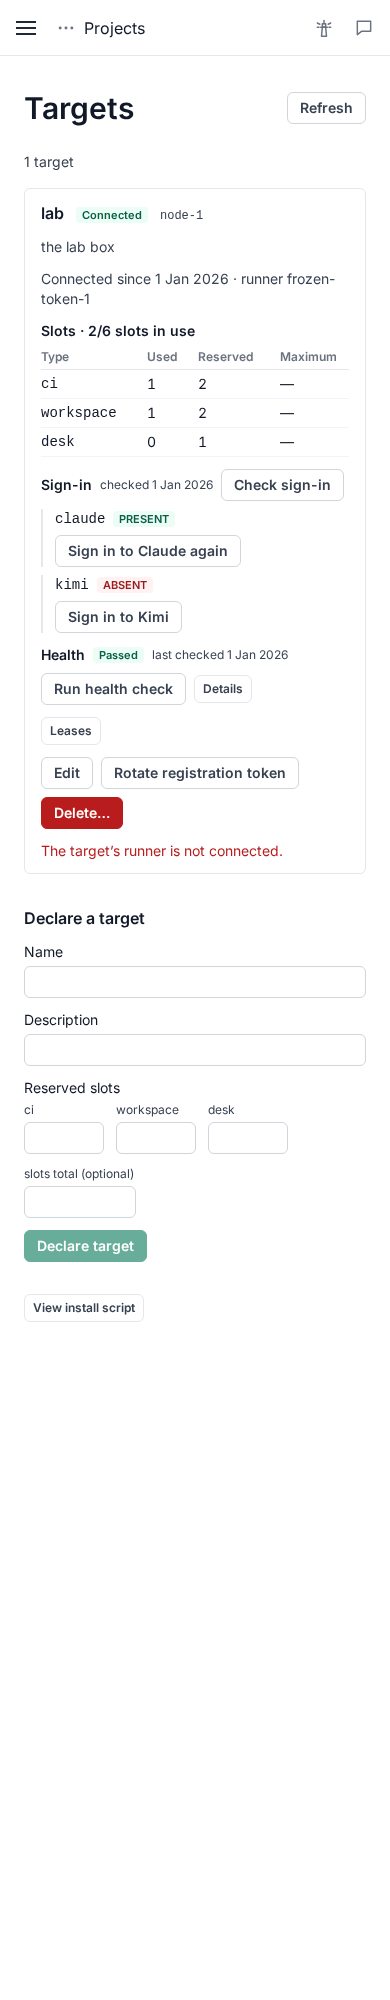 Projects
Targets
Refresh
1 target
lab Connected node-1
the lab box
Connected since 1 Jan 2026 · runner frozen-
token-1
Slots · 2/6 slots in use
Type Used Reserved Maximum
ci 1 2 —
workspace 1 2 —
desk 0 1 —
Sign-in checked 1 Jan 2026 Check sign-in
claude PRESENT
Sign in to Claude again
kimi ABSENT
Sign in to Kimi
Health Passed last checked 1 Jan 2026
Run health check Details
Leases
Edit Rotate registration token
Delete…
The target’s runner is not connected.
Declare a target
Name
Description
Reserved slots
ci workspace desk
slots total (optional)
Declare target
View install script